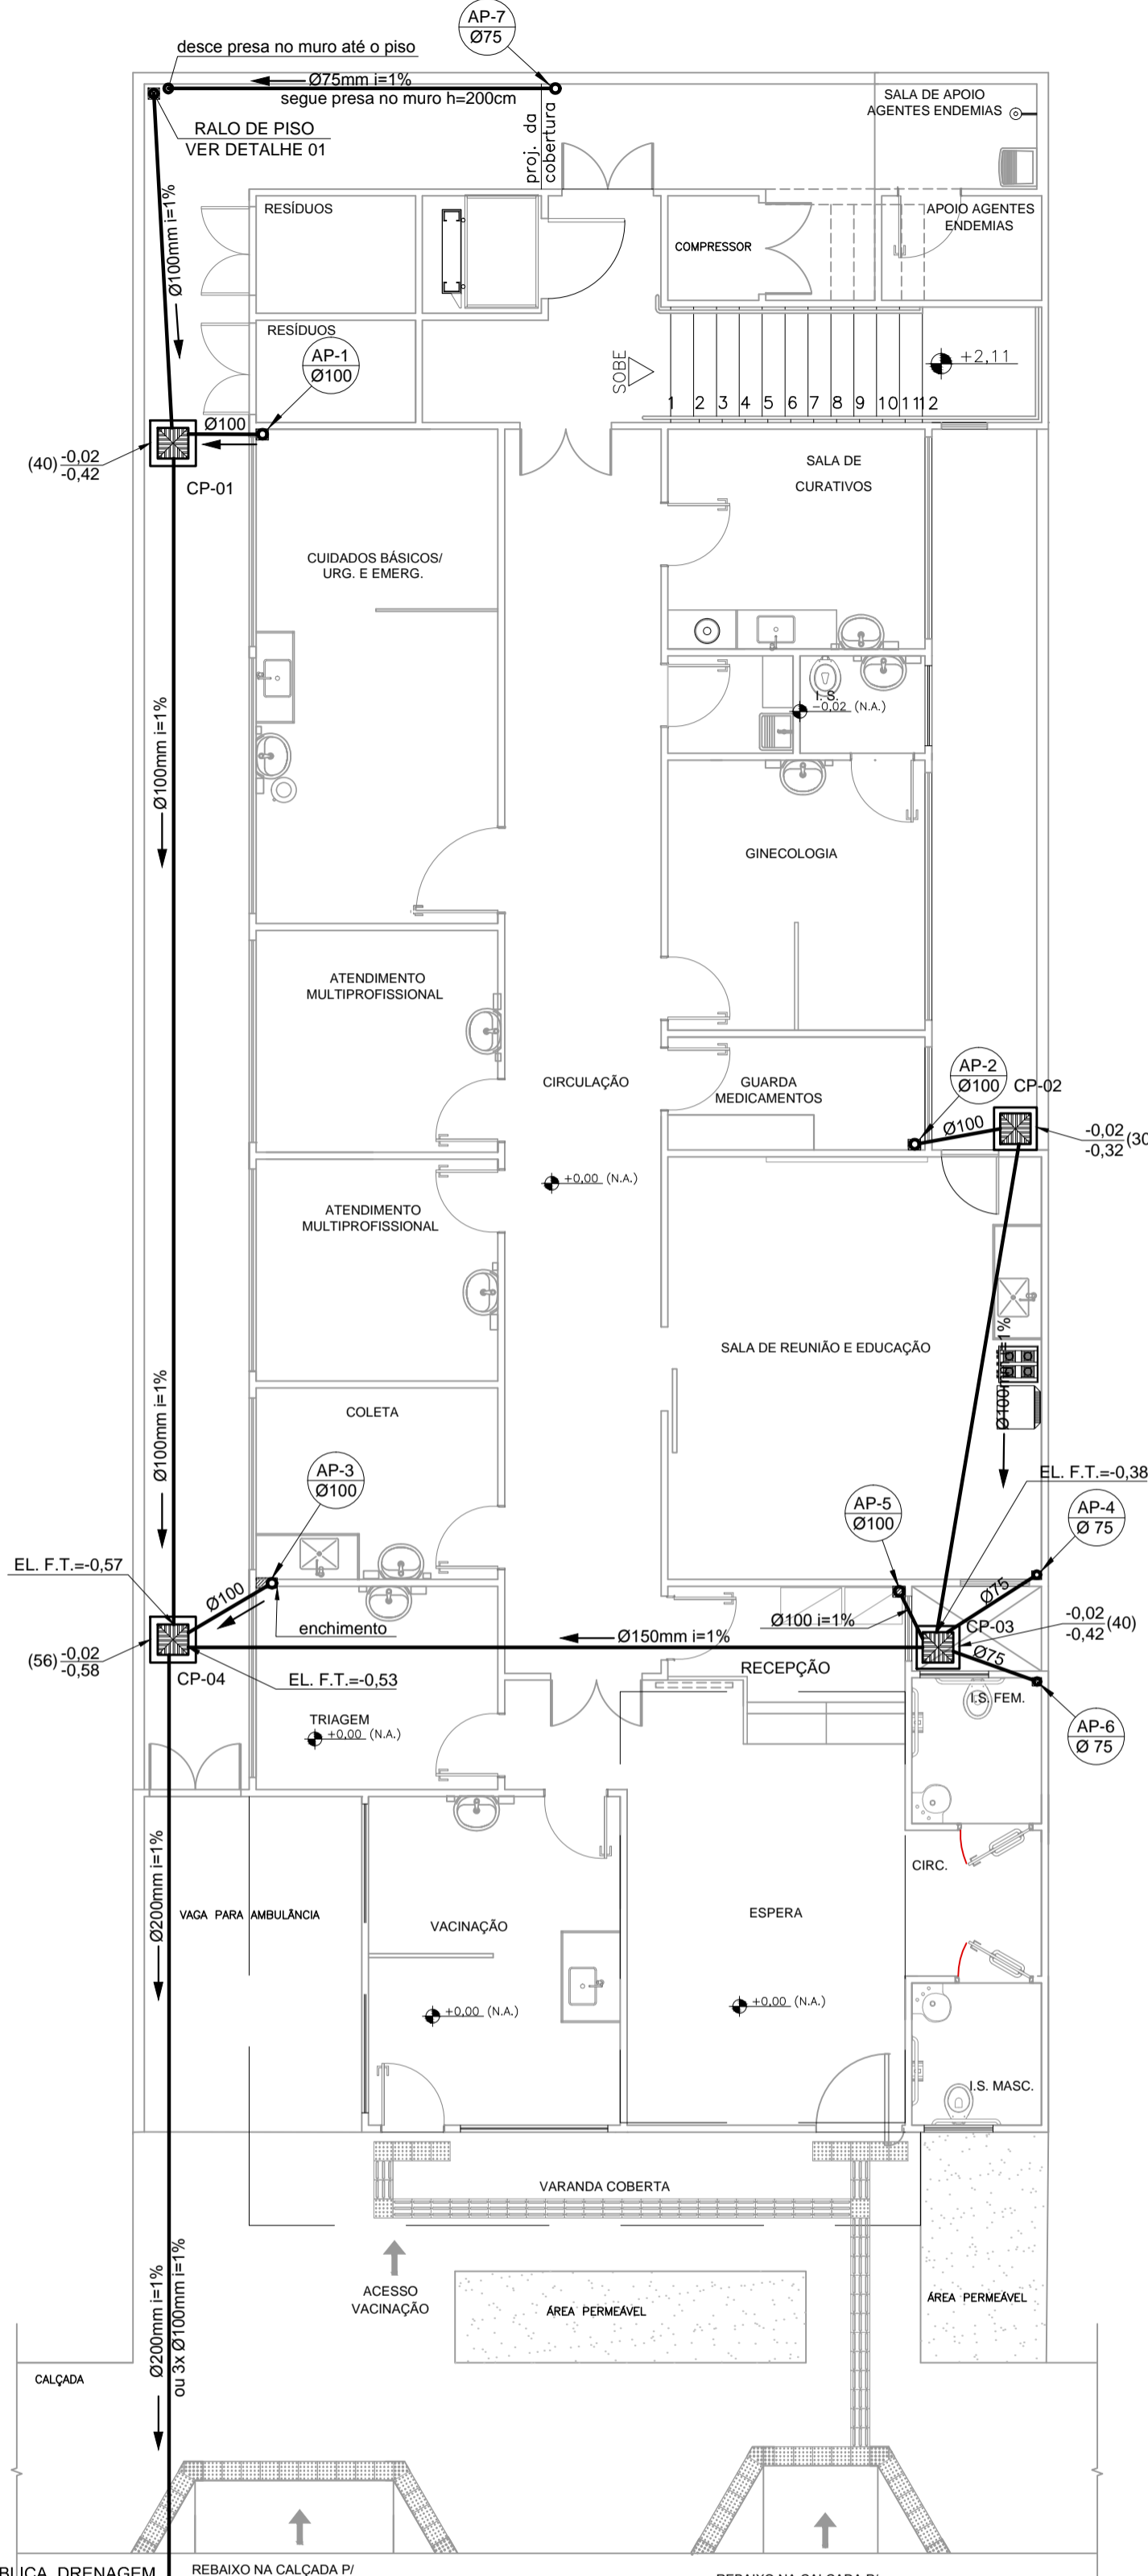 AP-7
Ø75
desce presa no muro até o piso
Ø75mm i=1%
segue presa no muro h=200cm
proj. da
cobertura
SALA DE APOIO
AGENTES ENDEMIAS
RALO DE PISO
VER DETALHE 01
Ø100mm i=1%
RESÍDUOS
COMPRESSOR
APOIO AGENTES
ENDEMIAS
RESÍDUOS
AP-1
Ø100
SOBE
+2,11
1 2 3 4 5 6 7 8 9 10 11 12
Ø100
(40) -0,02
-0,42
CP-01
SALA DE
CURATIVOS
CUIDADOS BÁSICOS/
URG. E EMERG.
I. S.
-0.02 (N.A.)
Ø100mm i=1%
GINECOLOGIA
ATENDIMENTO
MULTIPROFISSIONAL
CIRCULAÇÃO
GUARDA
MEDICAMENTOS
AP-2
Ø100
CP-02
Ø100
-0,02
-0,32 (30
+0.00 (N.A.)
ATENDIMENTO
MULTIPROFISSIONAL
SALA DE REUNIÃO E EDUCAÇÃO
Ø100mm i=1%
COLETA
Ø100mm i=1%
AP-3
Ø100
EL. F.T.=-0,38
AP-5
Ø100
AP-4
Ø 75
EL. F.T.=-0,57
Ø100
Ø75
enchimento
Ø100 i=1%
CP-03
-0,02
-0,42 (40)
Ø150mm i=1%
Ø75
(56) -0,02
-0,58
CP-04
EL. F.T.=-0,53
RECEPÇÃO
I.S. FEM.
AP-6
Ø 75
TRIAGEM
+0.00 (N.A.)
Ø200mm i=1%
CIRC.
VAGA PARA AMBULÂNCIA
VACINAÇÃO
ESPERA
+0.00 (N.A.)
+0.00 (N.A.)
I.S. MASC.
VARANDA COBERTA
Ø200mm i=1%
ou 3x Ø100mm i=1%
ACESSO
VACINAÇÃO
ÁREA PERMEÁVEL
ÁREA PERMEÁVEL
CALÇADA
BLICA DRENAGEM
REBAIXO NA CALÇADA P/
REBAIXO NA CALÇADA P/